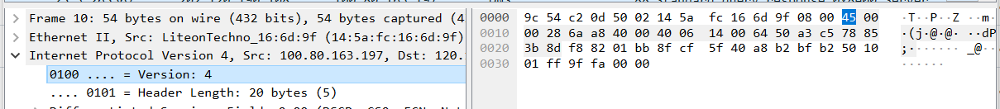 Frame 10: 54 bytes on wire (432 bits), 54 bytes captured (4
Ethernet II, Src: LiteonTechno_16:6d:9f (14:5a:fc:16:6d:9f)
Internet Protocol Version 4, Src: 100.80.163.197, Dst: 120.
0100 .... = Version: 4
.... 0101 = Header Length: 20 bytes (5)
0000 9c 54 c2 0d 50 02 14 5a fc 16 6d 9f 08 00 45 00 ·T··P··Z ··m···E·
0010 00 28 6a a8 40 00 40 06 14 00 64 50 a3 c5 78 85 ·(j·@·@· ··dP··x·
0020 3b 8d f8 82 01 bb 8f cf 5f 40 a8 b2 bf b2 50 10 ;······· _@····P·
0030 01 ff 9f fa 00 00 ······